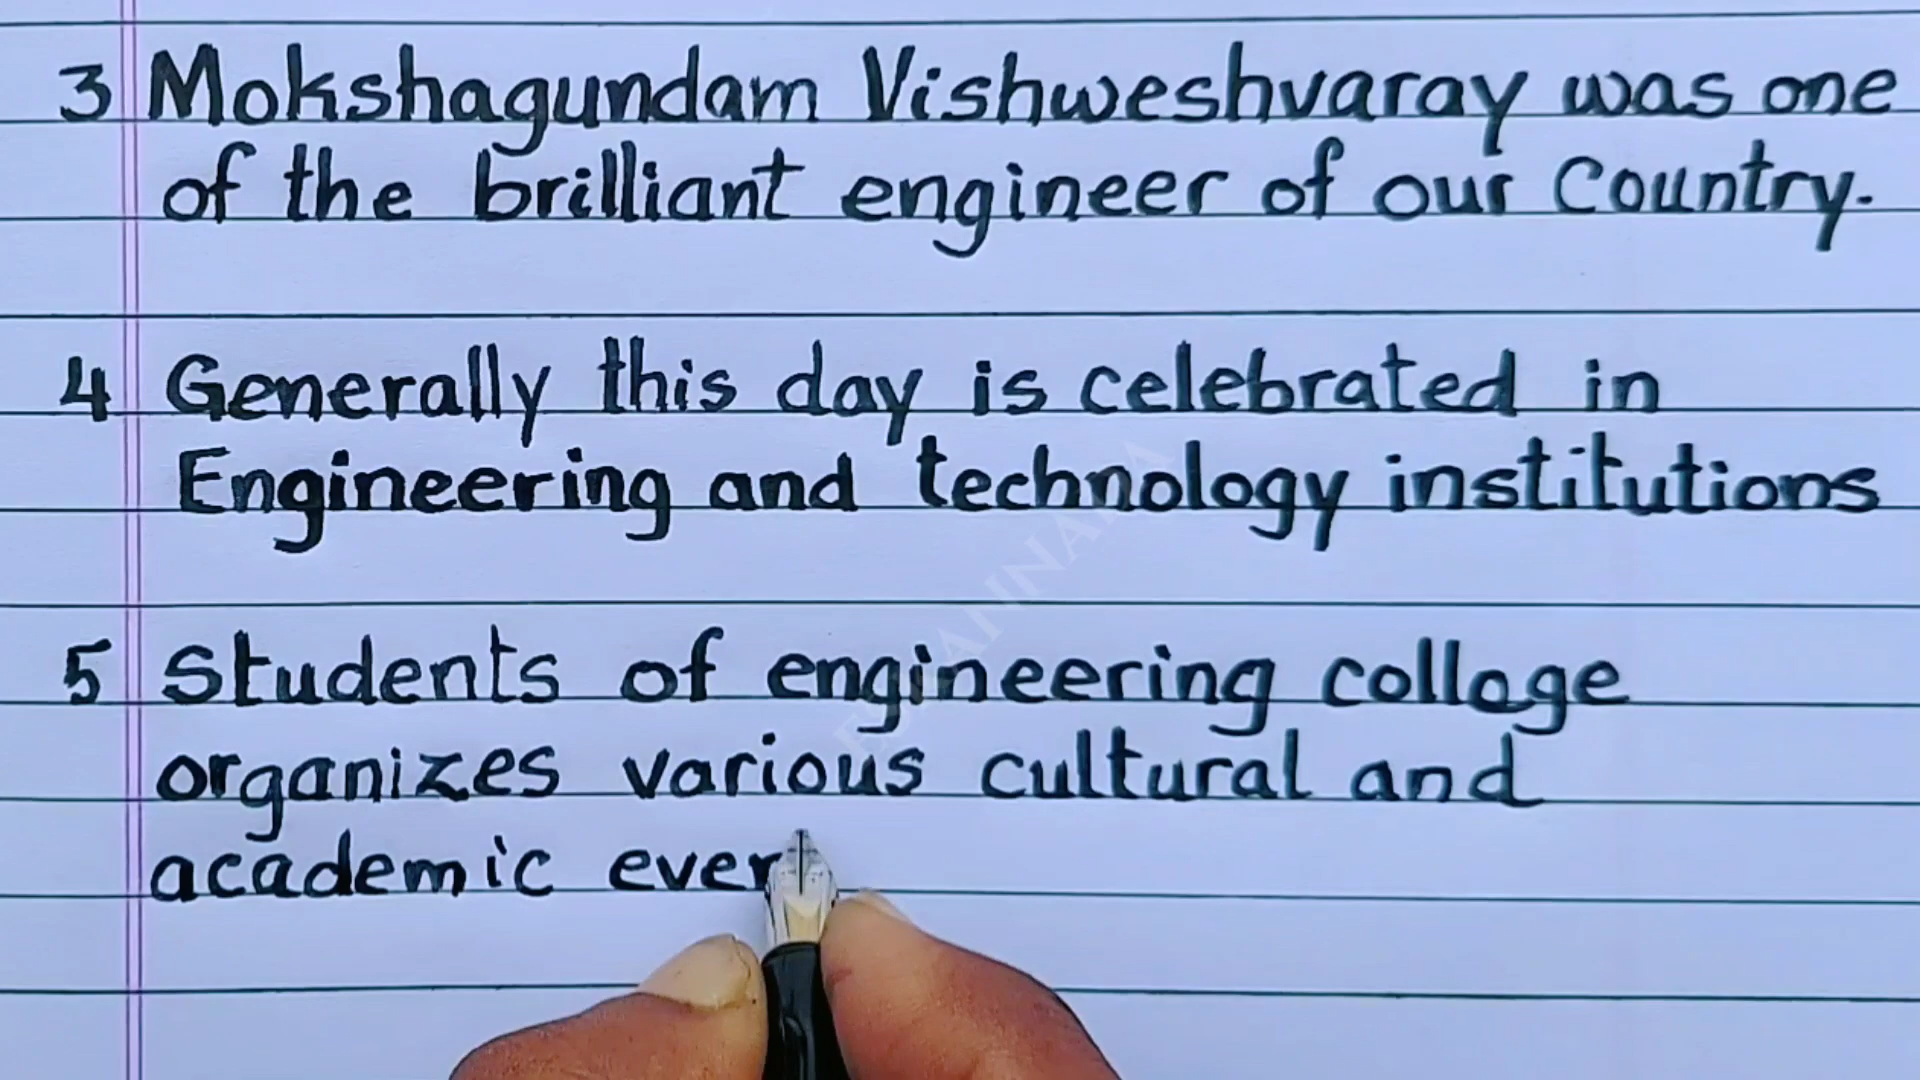 3 Mokshagundam Vishweshvaray was one
of the brilliant engineer of our Country.
4 Generally this day is celebrated in
Engineering and technology institutions
5 Students of engineering collage
organizes various cultural and
academic even